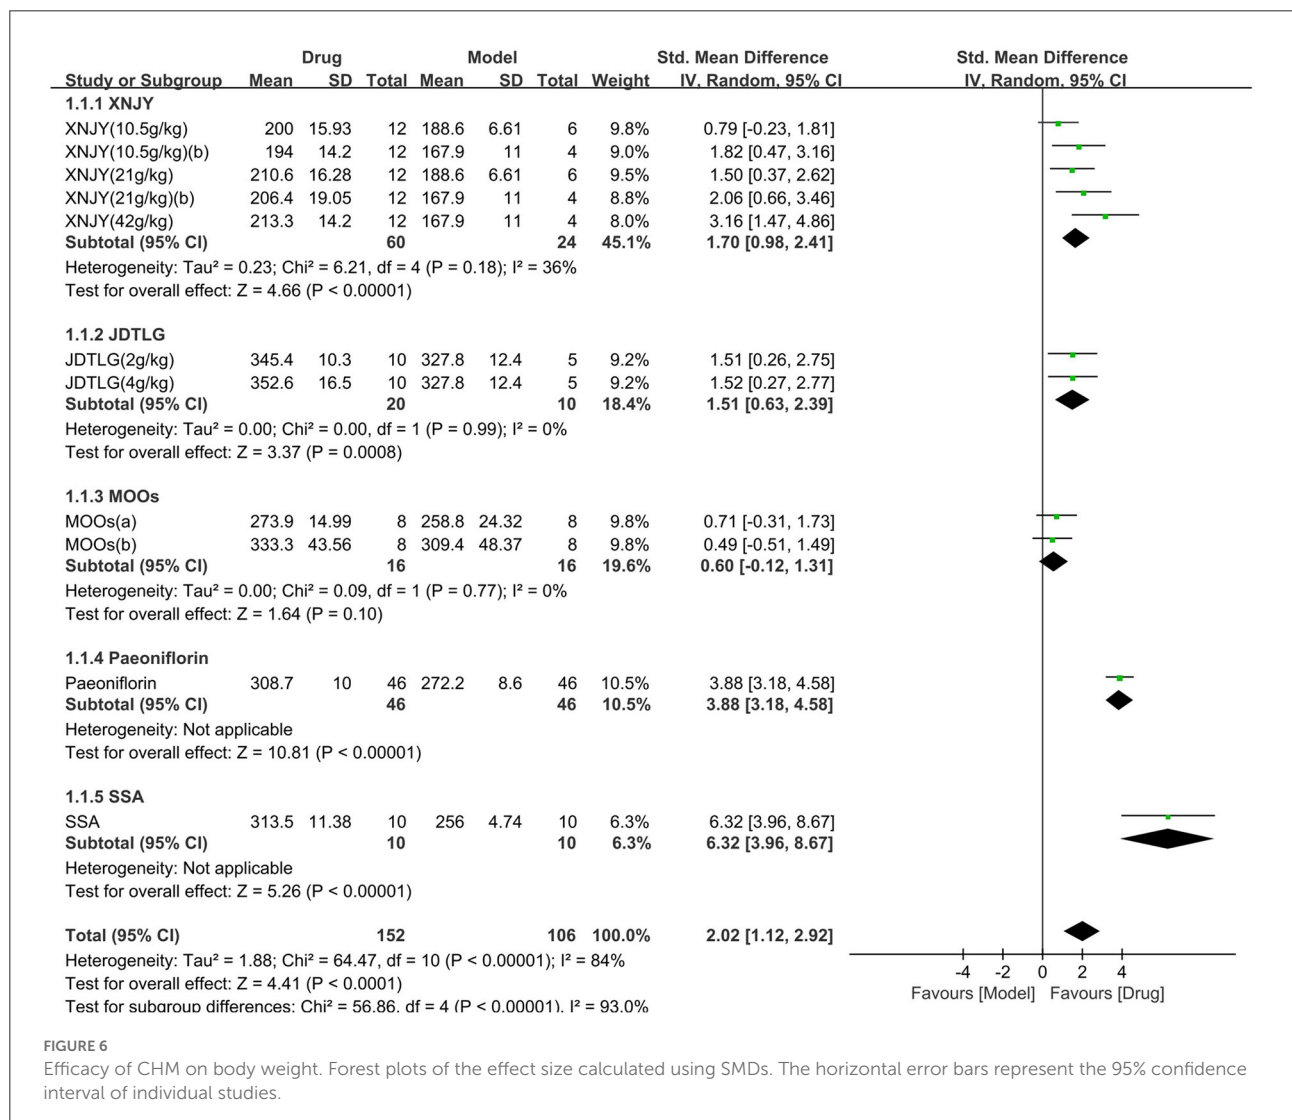 Drug Model Std. Mean Difference Std. Mean Difference
Study or Subgroup Mean SD Total Mean SD Total Weight IV, Random, 95% CI IV, Random, 95% CI
1.1.1 XNJY
XNJY(10.5g/kg) 200 15.93 12 188.6 6.61 6 9.8% 0.79 [-0.23, 1.81]
XNJY(10.5g/kg)(b) 194 14.2 12 167.9 11 4 9.0% 1.82 [0.47, 3.16]
XNJY(21g/kg) 210.6 16.28 12 188.6 6.61 6 9.5% 1.50 [0.37, 2.62]
XNJY(21g/kg)(b) 206.4 19.05 12 167.9 11 4 8.8% 2.06 [0.66, 3.46]
XNJY(42g/kg) 213.3 14.2 12 167.9 11 4 8.0% 3.16 [1.47, 4.86]
Subtotal (95% CI) 60 24 45.1% 1.70 [0.98, 2.41]
Heterogeneity: Tau² = 0.23; Chi² = 6.21, df = 4 (P = 0.18); I² = 36%
Test for overall effect: Z = 4.66 (P < 0.00001)
1.1.2 JDTLG
JDTLG(2g/kg) 345.4 10.3 10 327.8 12.4 5 9.2% 1.51 [0.26, 2.75]
JDTLG(4g/kg) 352.6 16.5 10 327.8 12.4 5 9.2% 1.52 [0.27, 2.77]
Subtotal (95% CI) 20 10 18.4% 1.51 [0.63, 2.39]
Heterogeneity: Tau² = 0.00; Chi² = 0.00, df = 1 (P = 0.99); I² = 0%
Test for overall effect: Z = 3.37 (P = 0.0008)
1.1.3 MOOs
MOOs(a) 273.9 14.99 8 258.8 24.32 8 9.8% 0.71 [-0.31, 1.73]
MOOs(b) 333.3 43.56 8 309.4 48.37 8 9.8% 0.49 [-0.51, 1.49]
Subtotal (95% CI) 16 16 19.6% 0.60 [-0.12, 1.31]
Heterogeneity: Tau² = 0.00; Chi² = 0.09, df = 1 (P = 0.77); I² = 0%
Test for overall effect: Z = 1.64 (P = 0.10)
1.1.4 Paeoniflorin
Paeoniflorin 308.7 10 46 272.2 8.6 46 10.5% 3.88 [3.18, 4.58]
Subtotal (95% CI) 46 46 10.5% 3.88 [3.18, 4.58]
Heterogeneity: Not applicable
Test for overall effect: Z = 10.81 (P < 0.00001)
1.1.5 SSA
SSA 313.5 11.38 10 256 4.74 10 6.3% 6.32 [3.96, 8.67]
Subtotal (95% CI) 10 10 6.3% 6.32 [3.96, 8.67]
Heterogeneity: Not applicable
Test for overall effect: Z = 5.26 (P < 0.00001)
Total (95% CI) 152 106 100.0% 2.02 [1.12, 2.92]
Heterogeneity: Tau² = 1.88; Chi² = 64.47, df = 10 (P < 0.00001); I² = 84%
Test for overall effect: Z = 4.41 (P < 0.0001)
Test for subgroup differences: Chi² = 56.86, df = 4 (P < 0.00001), I² = 93.0%
-4 -2 0 2 4
Favours [Model] Favours [Drug]
FIGURE 6
Efficacy of CHM on body weight. Forest plots of the effect size calculated using SMDs. The horizontal error bars represent the 95% confidence
interval of individual studies.